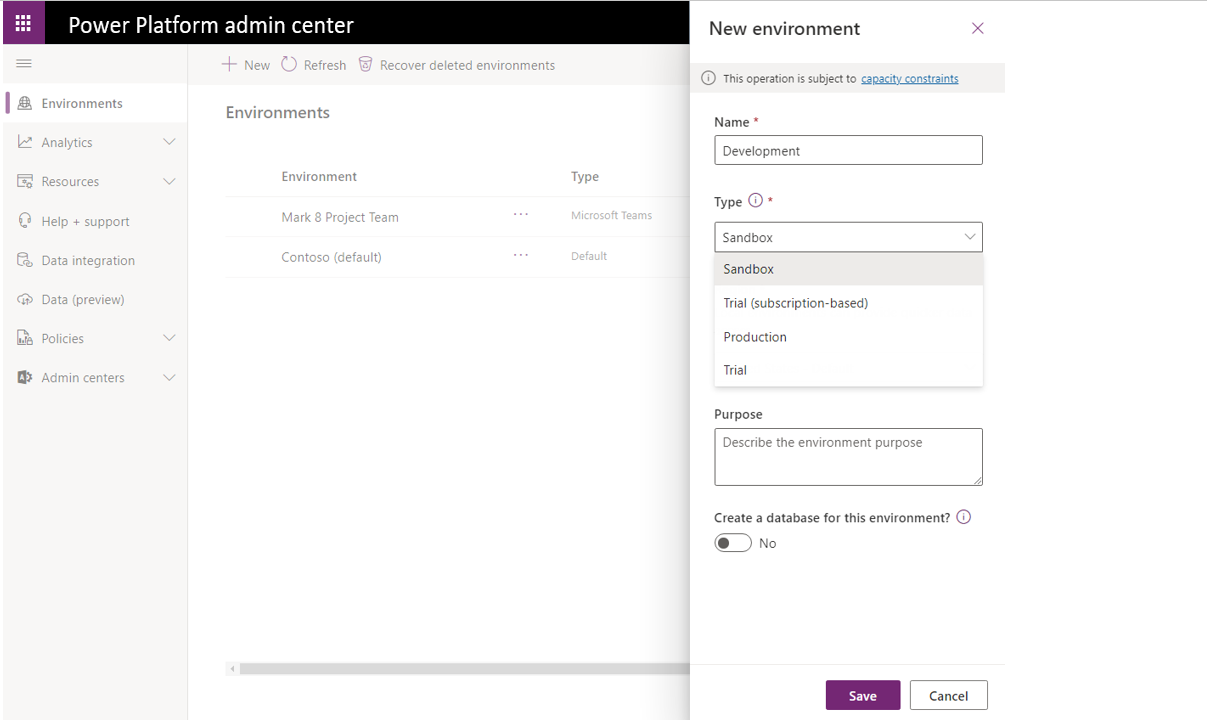 Power Platform admin center
New
Refresh
Recover deleted environments
Environments
Analytics
Resources
Help + support
Data integration
Data (preview)
Policies
Admin centers
Environments
Environment Type
Mark 8 Project Team ... Microsoft Teams
Contoso (default) ... Default
New environment
This operation is subject to capacity constraints
Name *
Development
Type *
Sandbox
Sandbox
Trial (subscription-based)
Production
Trial
Purpose
Describe the environment purpose
Create a database for this environment?
No
Save
Cancel